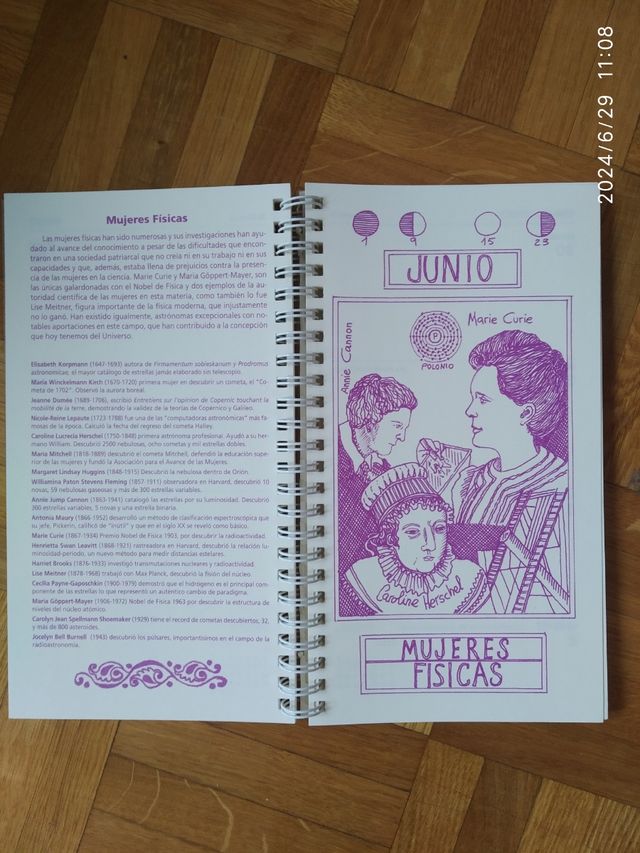 Mujeres Físicas
Las mujeres físicas han sido numerosas y sus investigaciones han ayu-
dado al avance del conocimiento a pesar de las dificultades que encon-
traron en una sociedad patriarcal que no creía ni en su trabajo ni en sus
capacidades y que, además, estaba llena de prejuicios contra la presen-
cia de las mujeres en la ciencia. Marie Curie y Maria Göppert-Mayer, son
las únicas galardonadas con el Nobel de Física y dos ejemplos de la au-
toridad científica de las mujeres en esta materia, como también lo fue
Lise Meitner, figura importante de la física moderna, que injustamente
no lo ganó. Han existido igualmente, astrónomas excepcionales con no-
tables aportaciones en este campo, que han contribuido a la concepción
que hoy tenemos del Universo.
Elisabeth Korpmann (1647-1693) autora de Firmamentum sobieskanum y Prodromus
astronomiae; el mayor catálogo de estrellas jamás elaborado sin telescopio.
María Winckelmann Kirch (1670-1720) primera mujer en descubrir un cometa, el "Co-
meta de 1702". Observó la aurora boreal.
Jeanne Dumée (1689-1706), escribió Entretiens sur l'opinion de Copernic touchant la
mobilité de la terre, demostrando la validez de la teorías de Copérnico y Galileo.
Nicole-Reine Lepaute (1723-1788) fue una de las "computadoras astronómicas" más fa-
mosas de la época. Calculó la fecha del regreso del cometa Halley.
Caroline Lucrecia Herschel (1750-1848) primera astrónoma profesional. Ayudó a su her-
mano William. Descubrió 2500 nebulosas, ocho cometas y mil estrellas dobles.
Maria Mitchell (1818-1889) descubrió el cometa Mitchell, defendió la educación supe-
rior de las mujeres y fundó la Asociación para el Avance de las Mujeres.
Margaret Lindsay Huggins (1848-1915) Descubrió la nebulosa dentro de Orión.
Williamina Paton Stevens Fleming (1857-1911) observadora en Harvard, descubrió 10
novas, 59 nebulosas gaseosas y más de 300 estrellas variables.
Annie Jump Cannon (1863-1941) catalogó las estrellas por su luminosidad. Descubrió
300 estrellas variables, 5 novas y una estrella binaria.
Antonia Maury (1866-1952) desarrolló un método de clasificación espectroscópica que
su jefe, Pickerin, calificó de "inútil" y que en el siglo XX se reveló como básico.
Marie Curie (1867-1934) Premio Nobel de Física 1903, por descubrir la radioactividad.
Henrietta Swan Leavitt (1868-1921) rastreadora en Harvard, descubrió la relación lu-
minosidad-periodo, un nuevo método para medir distancias estelares.
Harriet Brooks (1876-1933) investigó transmutaciones nucleares y radioactividad
Lise Meitner (1878-1968) trabajó con Max Planck, descubrió la fisión del núcleo.
Cecilia Payne-Gaposchkin (1900-1979) demostró que el hidrógeno es el principal com-
ponente de las estrellas lo que representó un auténtico cambio de paradigma.
Maria Göppert-Mayer (1906-1972) Nobel de Física 1963 por descubrir la estructura de
niveles del núcleo atómico.
Carolyn Jean Spellmann Shoemaker (1929) tiene el record de cometas descubiertos, 32,
y más de 800 asteroides.
Jocelyn Bell Burnell (1943) descubrió los púlsares, importantísimos en el campo de la
radioastronomía.
1 9 15 23
JUNIO
Annie Cannon
P
POLONIO
Marie Curie
Caroline Herschel
MUJERES
FISICAS
2024/6/29 11:08